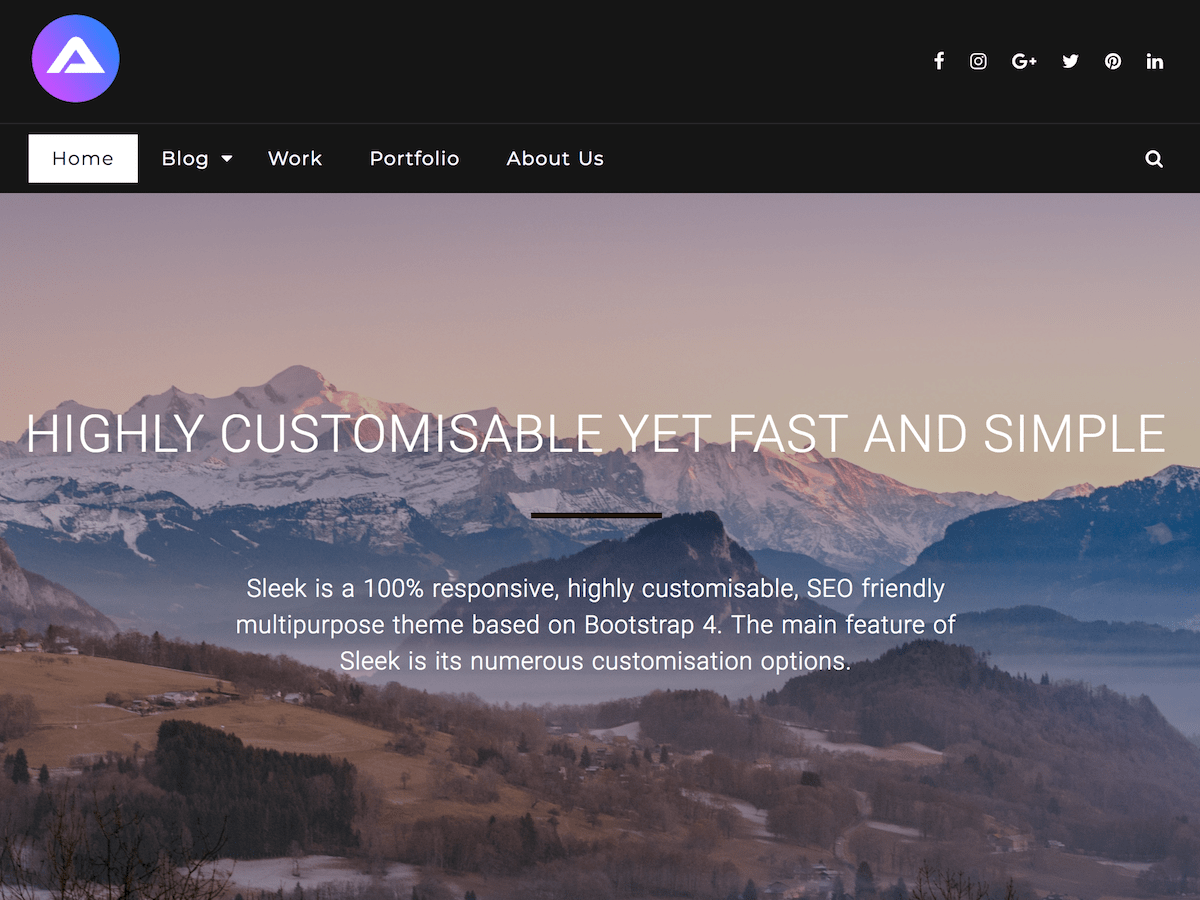 Home Blog Work Portfolio About Us
HIGHLY CUSTOMISABLE YET FAST AND SIMPLE
Sleek is a 100% responsive, highly customisable, SEO friendly
multipurpose theme based on Bootstrap 4. The main feature of
Sleek is its numerous customisation options.